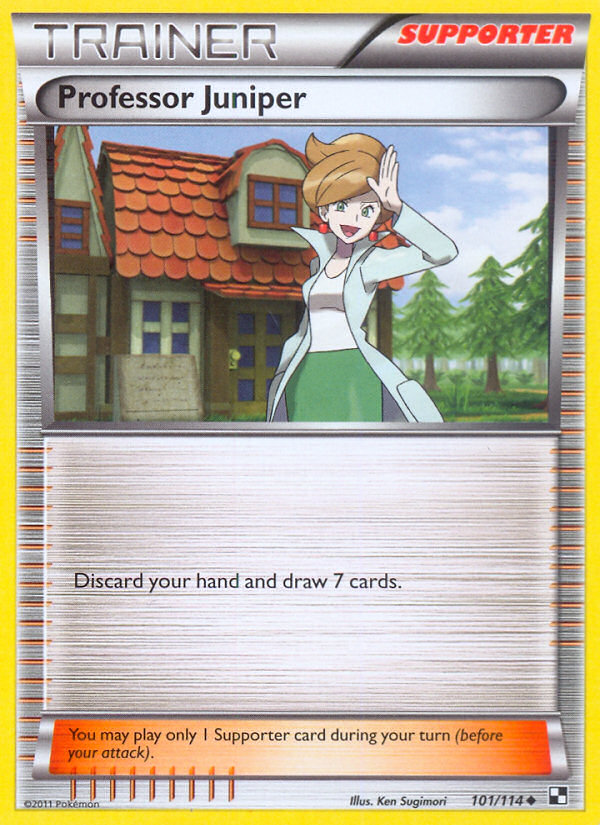 TRAINER
SUPPORTER
Professor Juniper
Discard your hand and draw 7 cards.
You may play only 1 Supporter card during your turn (before
your attack).
©2011 Pokémon
Illus. Ken Sugimori
101/114